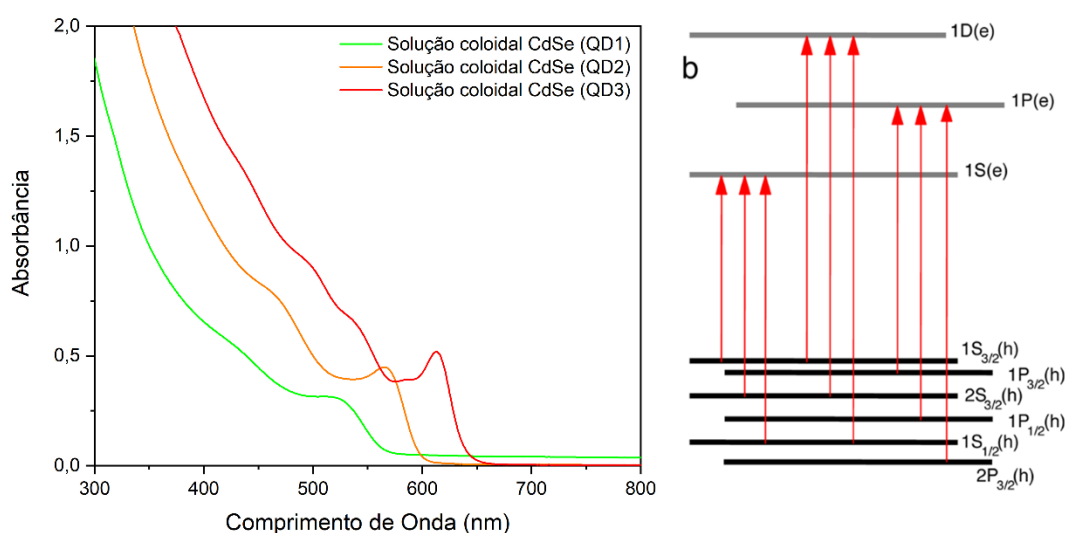 2,0
1,5
1,0
0,5
0,0
Absorbância
300 400 500 600 700 800
Comprimento de Onda (nm)
Solução coloidal CdSe (QD1)
Solução coloidal CdSe (QD2)
Solução coloidal CdSe (QD3)
b
1D(e)
1P(e)
1S(e)
1S3/2(h)
1P3/2(h)
2S3/2(h)
1P1/2(h)
1S1/2(h)
2P3/2(h)